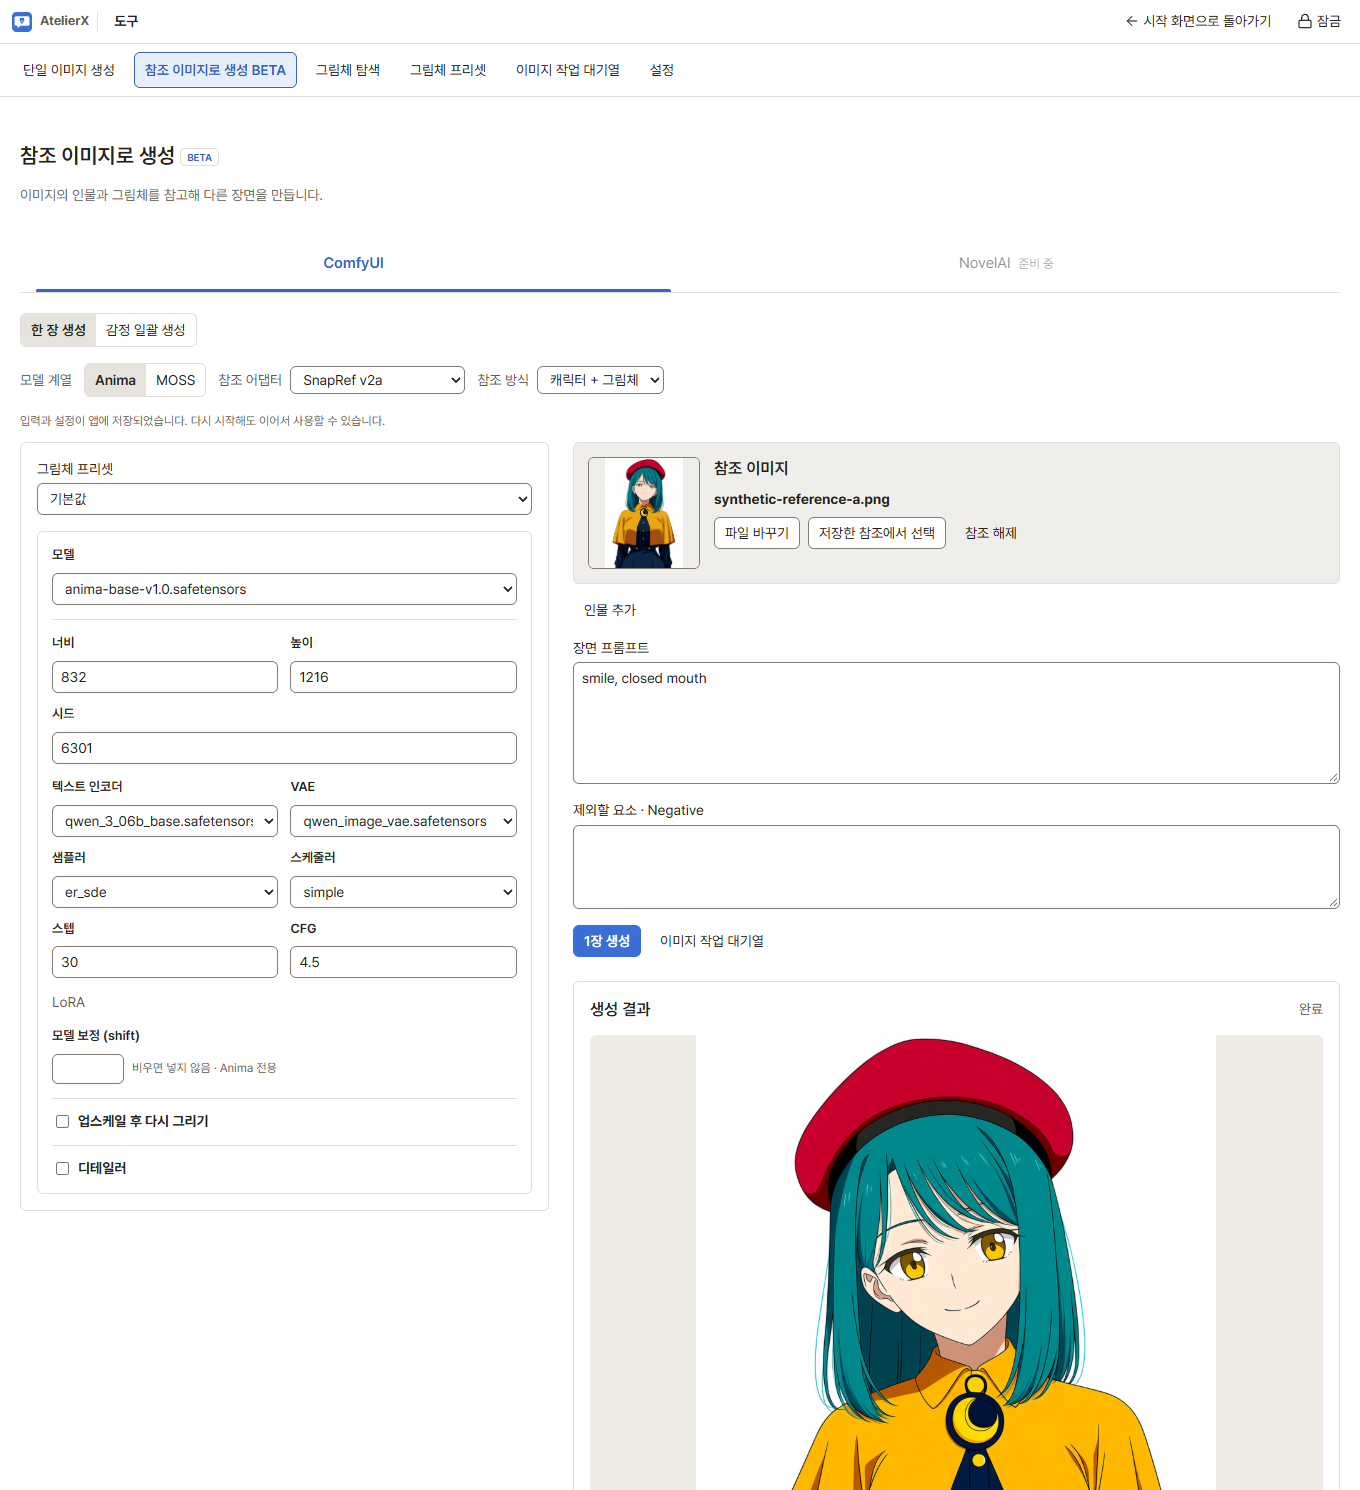 AtelierX 도구
← 시작 화면으로 돌아가기 잠금
단일 이미지 생성 참조 이미지로 생성 BETA 그림체 탐색 그림체 프리셋 이미지 작업 대기열 설정
참조 이미지로 생성 BETA
이미지의 인물과 그림체를 참고해 다른 장면을 만듭니다.
ComfyUI NovelAI 준비 중
한 장 생성 감정 일괄 생성
모델 계열 Anima MOSS 참조 어댑터 SnapRef v2a 참조 방식 캐릭터 + 그림체
입력과 설정이 앱에 저장되었습니다. 다시 시작해도 이어서 사용할 수 있습니다.
그림체 프리셋
기본값
모델
anima-base-v1.0.safetensors
너비 높이
832 1216
시드
6301
텍스트 인코더 VAE
qwen_3_06b_base.safetensors qwen_image_vae.safetensors
샘플러 스케줄러
er_sde simple
스텝 CFG
30 4.5
LoRA
모델 보정 (shift)
비우면 넣지 않음 · Anima 전용
업스케일 후 다시 그리기
디테일러
참조 이미지
synthetic-reference-a.png
파일 바꾸기 저장한 참조에서 선택 참조 해제
인물 추가
장면 프롬프트
smile, closed mouth
제외할 요소 · Negative
1장 생성 이미지 작업 대기열
생성 결과 완료